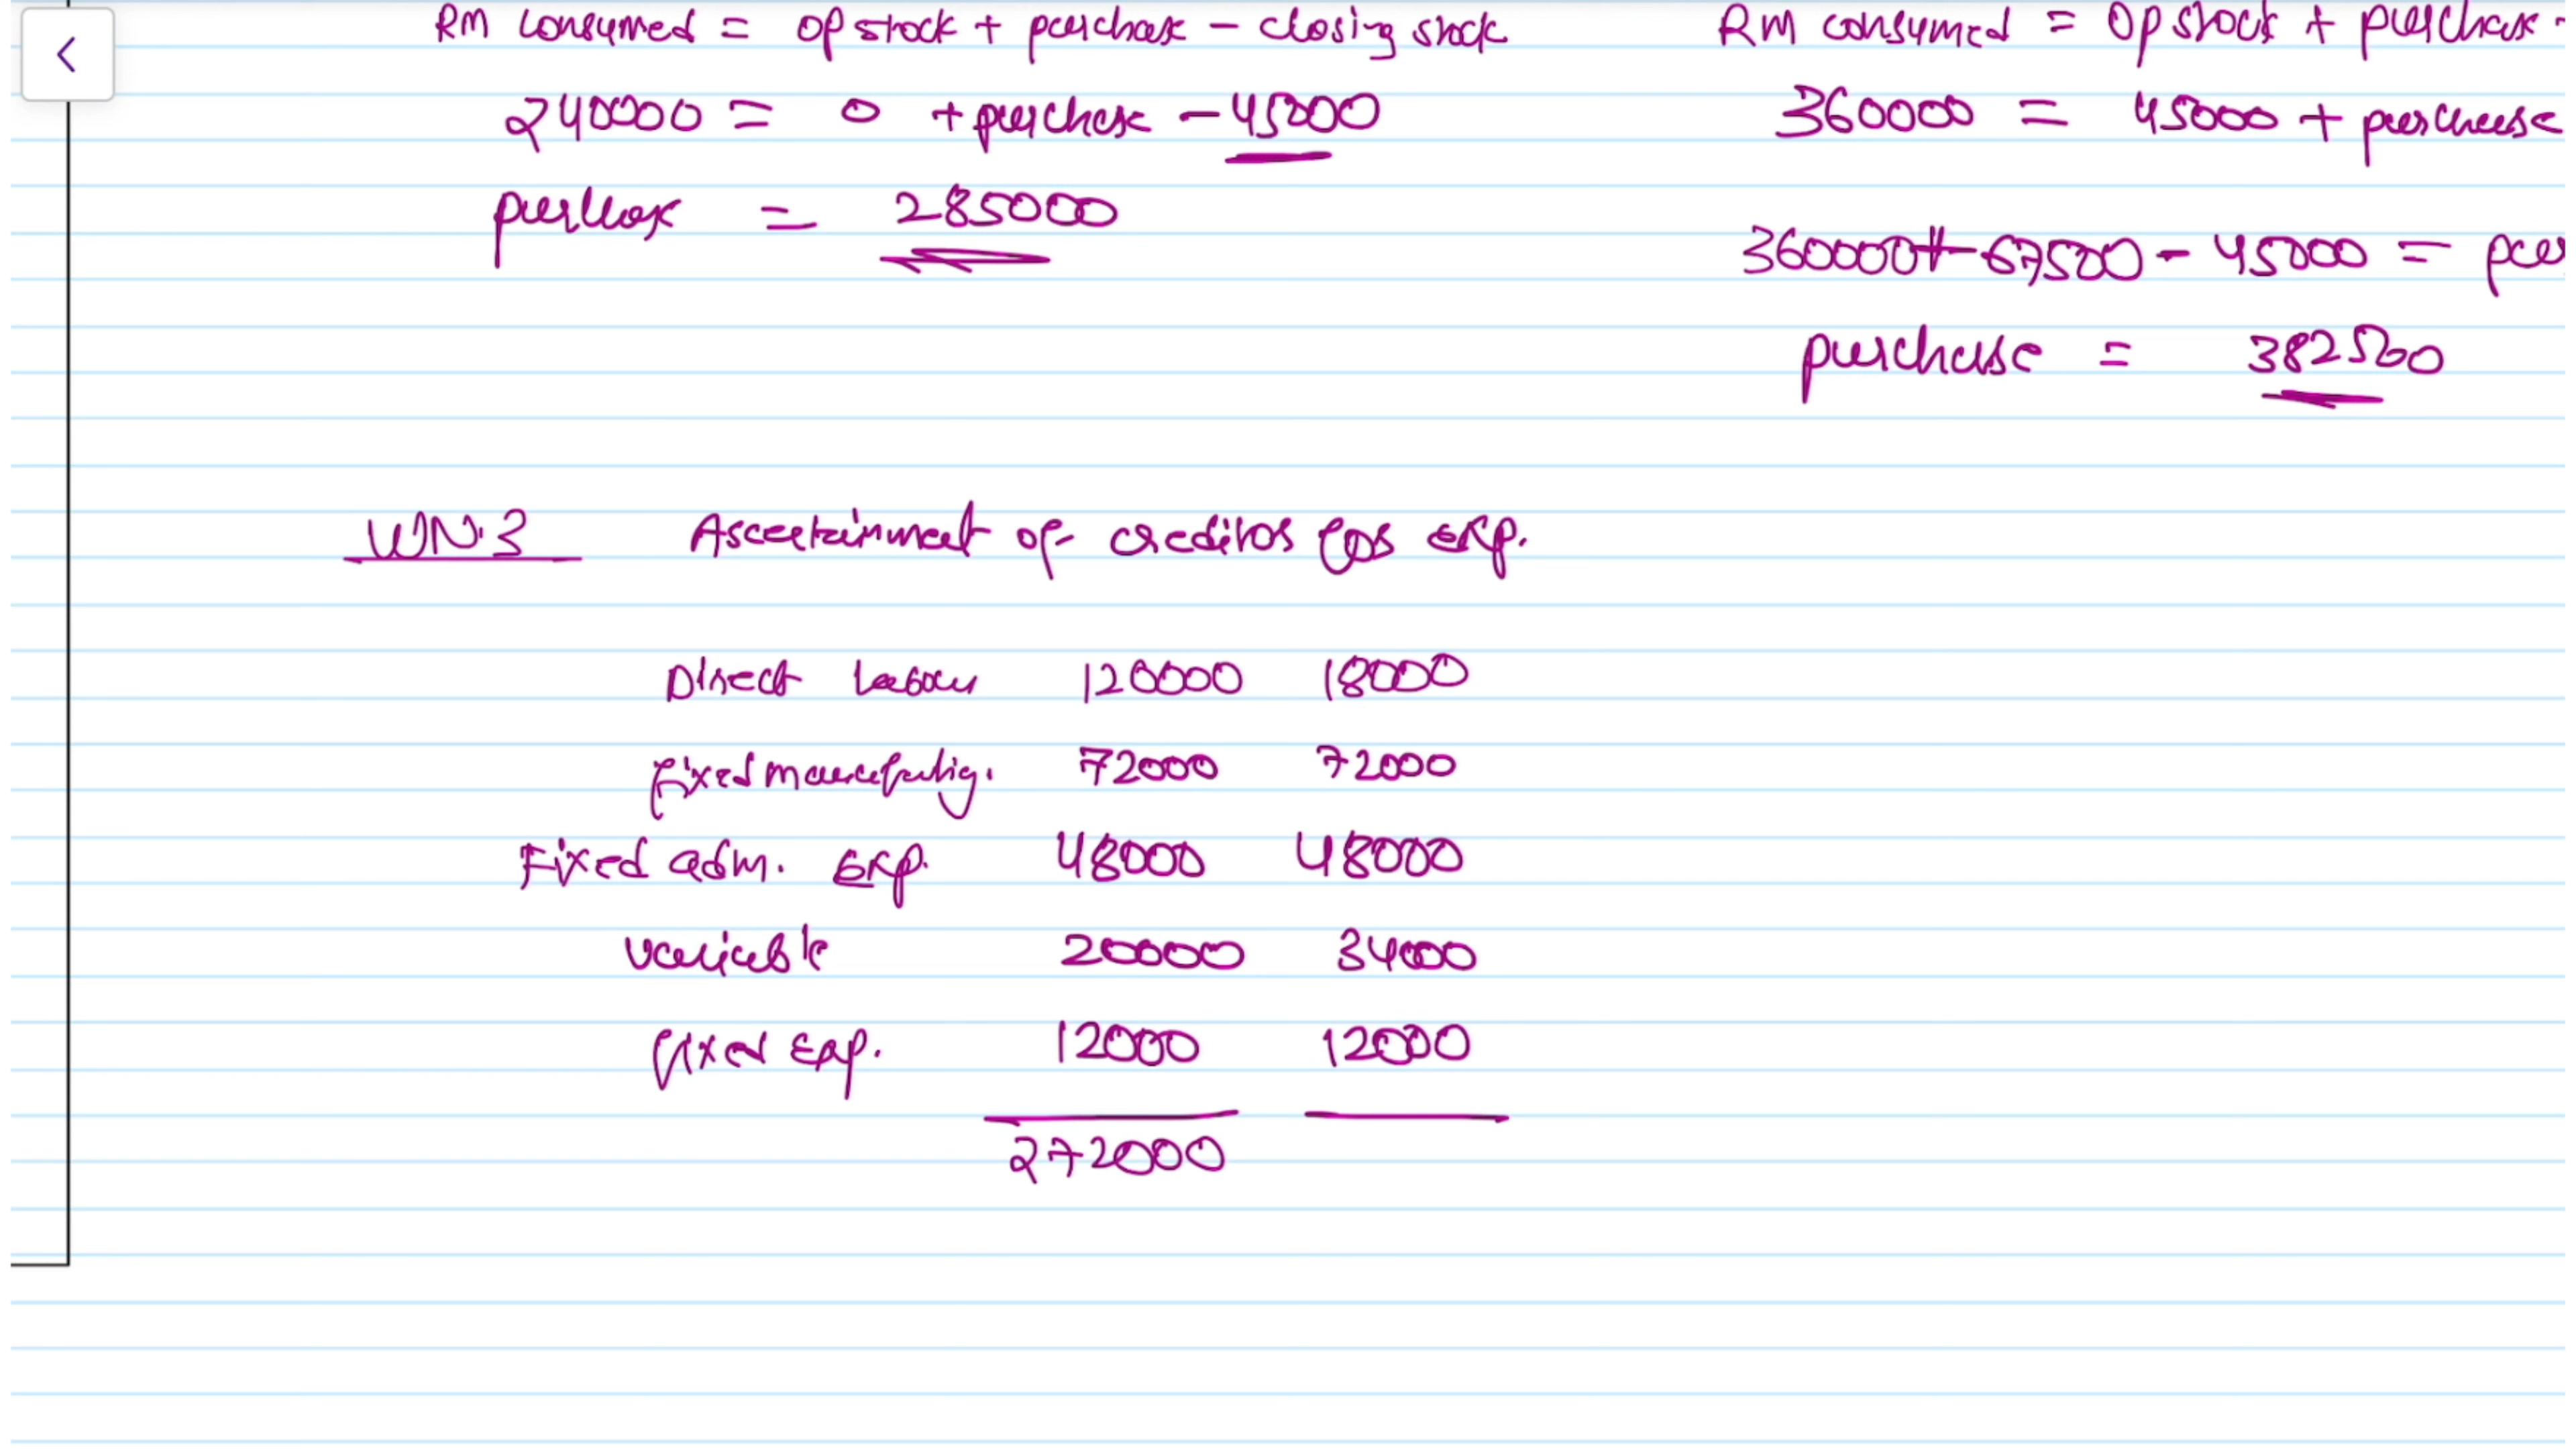 RM consumed = op stock + purchase - closing stock
240000 = 0 + purchase - 45000
purchase = 285000
RM consumed = Op stock + purchase -
360000 = 45000 + purchase
360000 + 67500 - 45000 = pur
purchase = 382500
WN.3 Ascertainment of creditors for exp.
Direct labour 120000 18000
fixed manufacturing. 72000 72000
Fixed adm. Exp. 48000 48000
variable 20000 34000
fixed Exp. 12000 12000
272000